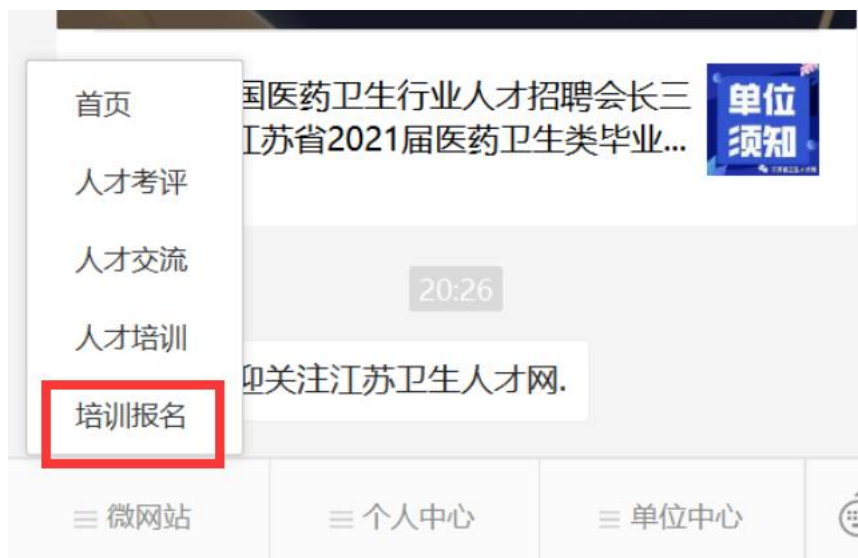 首页
人才考评
人才交流
人才培训
培训报名
国医药卫生行业人才招聘会长三
江苏省2021届医药卫生类毕业...
单位
须知
20:26
迎关注江苏卫生人才网.
微网站
个人中心
单位中心